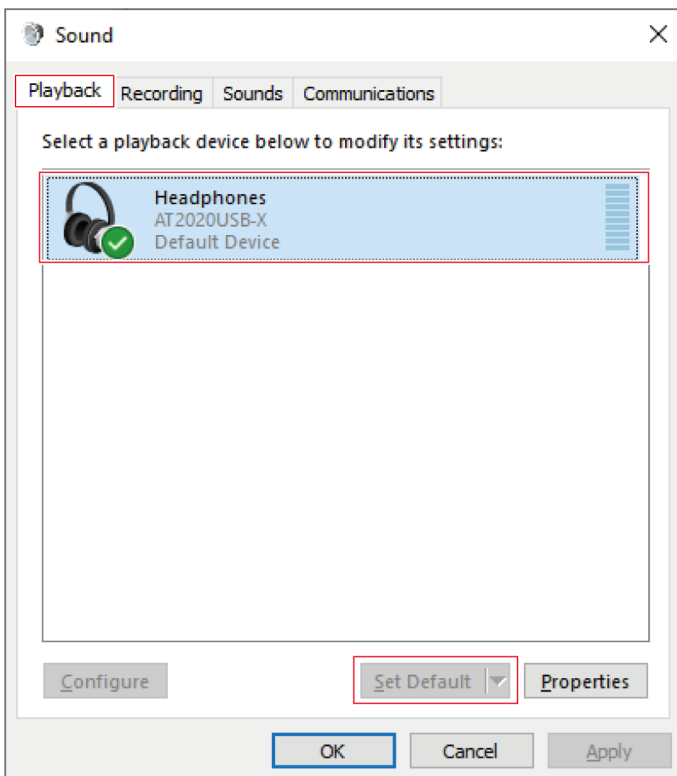 Sound
Playback Recording Sounds Communications
Select a playback device below to modify its settings:
Headphones
AT2020USB-X
Default Device
Configure Set Default Properties
OK Cancel Apply